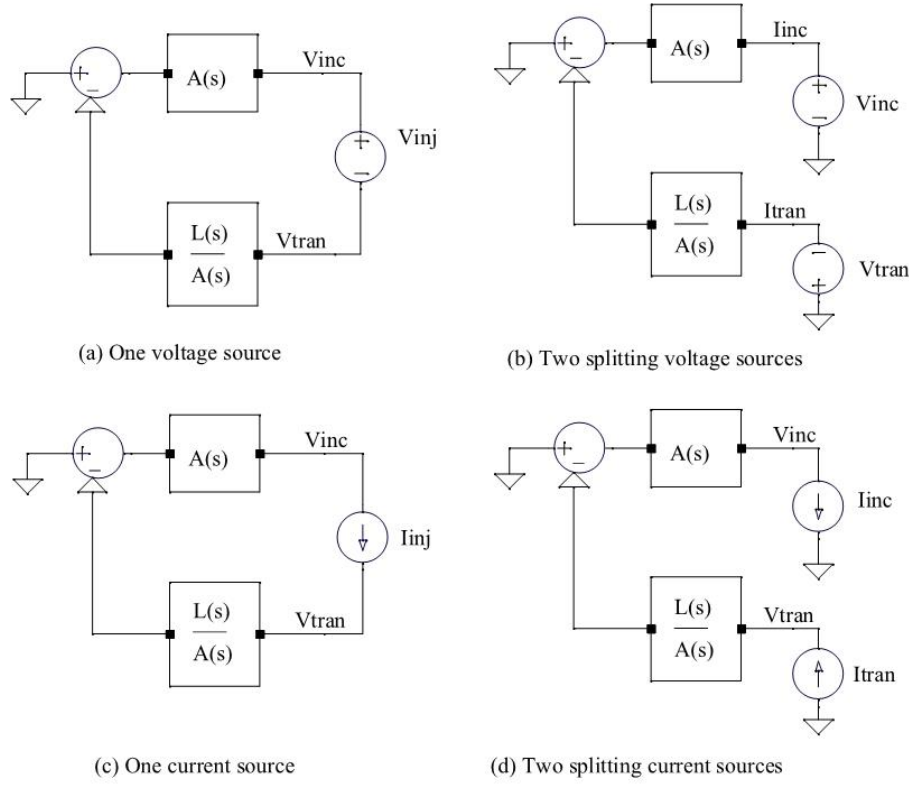 +
−
A(s)
Vinc
+
−
Vinj
L(s)
A(s)
Vtran
(a) One voltage source
+
−
A(s)
Iinc
+
−
Vinc
L(s)
A(s)
Itran
−
+
Vtran
(b) Two splitting voltage sources
+
−
A(s)
Vinc
Iinj
L(s)
A(s)
Vtran
(c) One current source
+
−
A(s)
Vinc
Iinc
L(s)
A(s)
Vtran
Itran
(d) Two splitting current sources